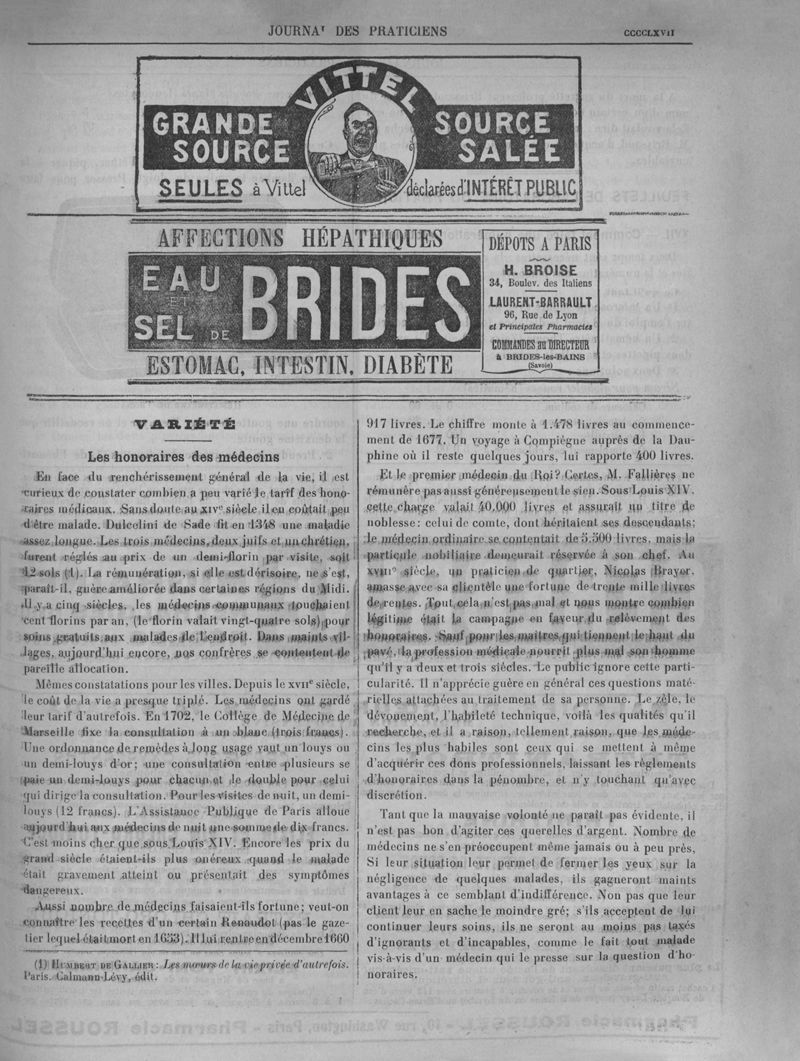 JOURNAL DES PRATICIENS
CCCCLXVII
VITTEL
GRANDE SOURCE
SOURCE SALÉE
SEULES à Vittel déclarées d'INTÉRÊT PUBLIC
AFFECTIONS HÉPATHIQUES
EAU
ET
SEL DE
BRIDES
ESTOMAC, INTESTIN, DIABÈTE
DÉPOTS A PARIS
H. BROISE
34, Boulev. des Italiens
LAURENT-BARRAULT
96, Rue de Lyon
et Principales Pharmacies
COMMANDES au DIRECTEUR
à BRIDES-les-BAINS
(Savoie)
VARIÉTÉ
Les honoraires des médecins
En face du renchérissement général de la vie, il est
curieux de constater combien a peu varié le tarif des hono-
raires médicaux. Sans doute au XIVe siècle il en coûtait peu
d'être malade. Dulcelini de Sade fit en 1348 une maladie
assez longue. Les trois médecins, deux juifs et un chrétien,
furent réglés au prix de un demi-florin par visite, soit
12 sols (1). La rémunération, si elle est dérisoire, ne s'est,
paraît-il, guère améliorée dans certaines régions du Midi.
Il y a cinq siècles, les médecins communaux touchaient
cent florins par an, (le florin valait vingt-quatre sols) pour
soins gratuits aux malades de l'endroit. Dans maints vil-
lages, aujourd'hui encore, nos confrères se contentent de
pareille allocation.
Mêmes constatations pour les villes. Depuis le XVIIe siècle,
le coût de la vie a presque triplé. Les médecins ont gardé
leur tarif d'autrefois. En 1702, le Collège de Médecine de
Marseille fixe la consultation à un blanc (trois francs).
Une ordonnance de remèdes à long usage vaut un louys ou
un demi-louys d'or; une consultation entre plusieurs se
paie un demi-louys pour chacun et le double pour celui
qui dirige la consultation. Pour les visites de nuit, un demi-
louys (12 francs). L'Assistance Publique de Paris alloue
aujourd'hui aux médecins de nuit une somme de dix francs.
C'est moins cher que sous Louis XIV. Encore les prix du
grand siècle étaient-ils plus onéreux quand le malade
était gravement atteint ou présentait des symptômes
dangereux.
Aussi nombre de médecins faisaient-ils fortune; veut-on
connaître les recettes d'un certain Renaudot (pas le gaze-
tier lequel était mort en 1653). Il lui rentre en décembre 1660
(1) HUMBERT DE GALLIER : Les mœurs de la vie privée d'autrefois.
Paris. Calmann-Lévy, édit.
917 livres. Le chiffre monte à 1.478 livres au commence-
ment de 1677. Un voyage à Compiègne auprès de la Dau-
phine où il reste quelques jours, lui rapporte 400 livres.
Et le premier médecin du Roi? Certes, M. Fallières ne
rémunère pas aussi généreusement le sien. Sous Louis XIV,
cette charge valait 40.000 livres et assurait un titre de
noblesse: celui de comte, dont héritaient ses descendants;
le médecin ordinaire se contentait de 5.500 livres, mais la
particule nobiliaire demeurait réservée à son chef. Au
XVIIIe siècle, un praticien de quartier, Nicolas Brayer,
amasse avec sa clientèle une fortune de trente mille livres
de rentes. Tout cela n'est pas mal et nous montre combien
légitime était la campagne en faveur du relèvement des
honoraires. Sauf pour les maîtres qui tiennent le haut du
pavé, la profession médicale nourrit plus mal son homme
qu'il y a deux et trois siècles. Le public ignore cette parti-
cularité. Il n'apprécie guère en général ces questions maté-
rielles attachées au traitement de sa personne. Le zèle, le
dévouement, l'habileté technique, voilà les qualités qu'il
recherche, et il a raison, tellement raison, que les méde-
cins les plus habiles sont ceux qui se mettent à même
d'acquérir ces dons professionnels, laissant les règlements
d'honoraires dans la pénombre, et n'y touchant qu'avec
discrétion.
Tant que la mauvaise volonté ne paraît pas évidente, il
n'est pas bon d'agiter ces querelles d'argent. Nombre de
médecins ne s'en préoccupent même jamais ou à peu près.
Si leur situation leur permet de fermer les yeux sur la
négligence de quelques malades, ils gagneront maints
avantages à ce semblant d'indifférence. Non pas que leur
client leur en sache le moindre gré; s'ils acceptent de lui
continuer leurs soins, ils ne seront au moins pas taxés
d'ignorants et d'incapables, comme le fait tout malade
vis-à-vis d'un médecin qui le presse sur la question d'ho-
noraires.